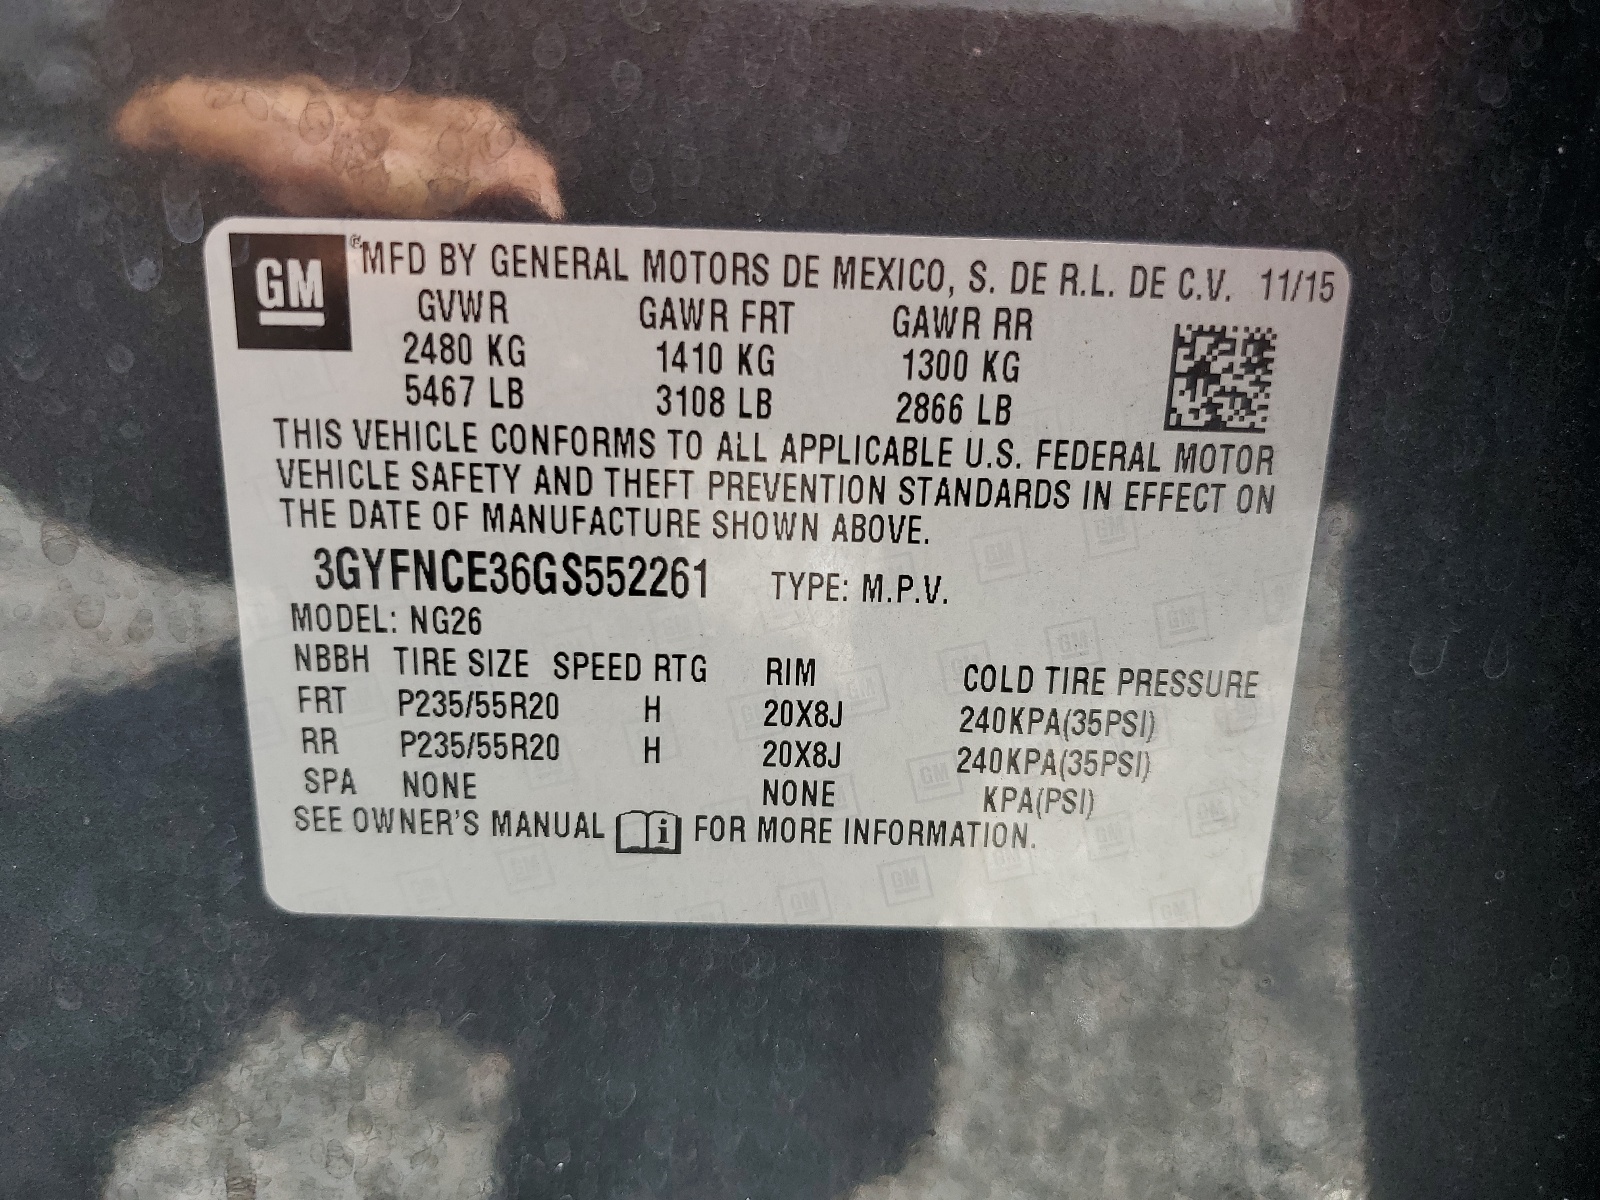 GM ® MFD BY GENERAL MOTORS DE MEXICO, S. DE R.L. DE C.V. 11/15
GVWR GAWR FRT GAWR RR
2480 KG 1410 KG 1300 KG
5467 LB 3108 LB 2866 LB
THIS VEHICLE CONFORMS TO ALL APPLICABLE U.S. FEDERAL MOTOR
VEHICLE SAFETY AND THEFT PREVENTION STANDARDS IN EFFECT ON
THE DATE OF MANUFACTURE SHOWN ABOVE.
3GYFNCE36GS552261 TYPE: M.P.V.
MODEL: NG26
NBBH TIRE SIZE SPEED RTG RIM COLD TIRE PRESSURE
FRT P235/55R20 H 20X8J 240KPA(35PSI)
RR P235/55R20 H 20X8J 240KPA(35PSI)
SPA NONE NONE KPA(PSI)
SEE OWNER'S MANUAL i FOR MORE INFORMATION.